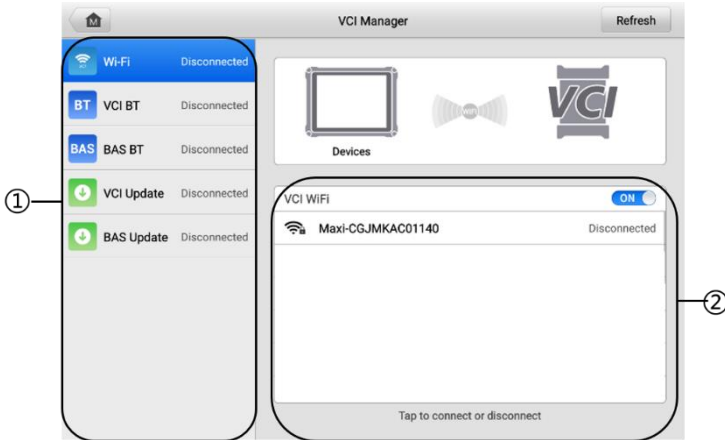 VCI Manager
Refresh
Wi-Fi Disconnected
BT VCI BT Disconnected
BAS BAS BT Disconnected
VCI Update Disconnected
BAS Update Disconnected
WiFi
VCI
Devices
VCI WiFi ON
Maxi-CGJMKAC01140 Disconnected
Tap to connect or disconnect
①
②